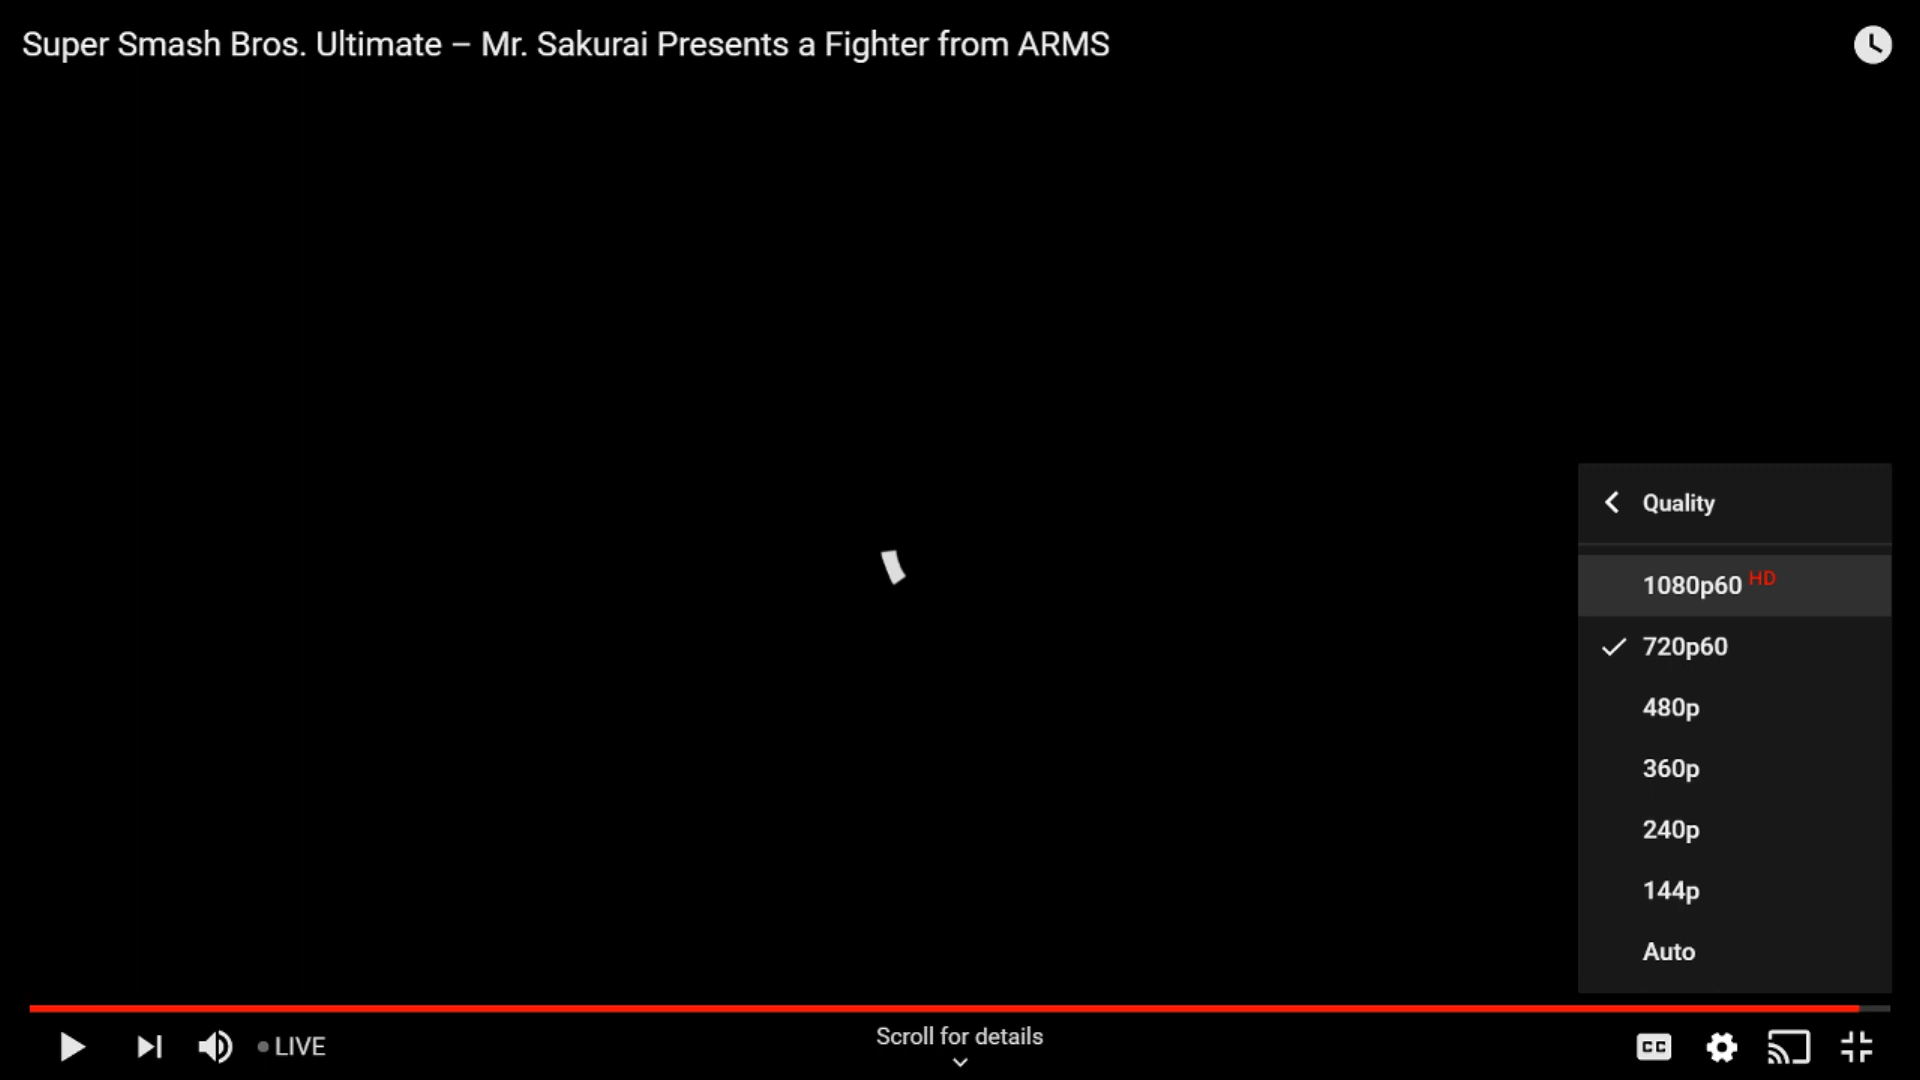 Super Smash Bros. Ultimate – Mr. Sakurai Presents a Fighter from ARMS
Quality
1080p60 HD
720p60
480p
360p
240p
144p
Auto
LIVE
Scroll for details
CC